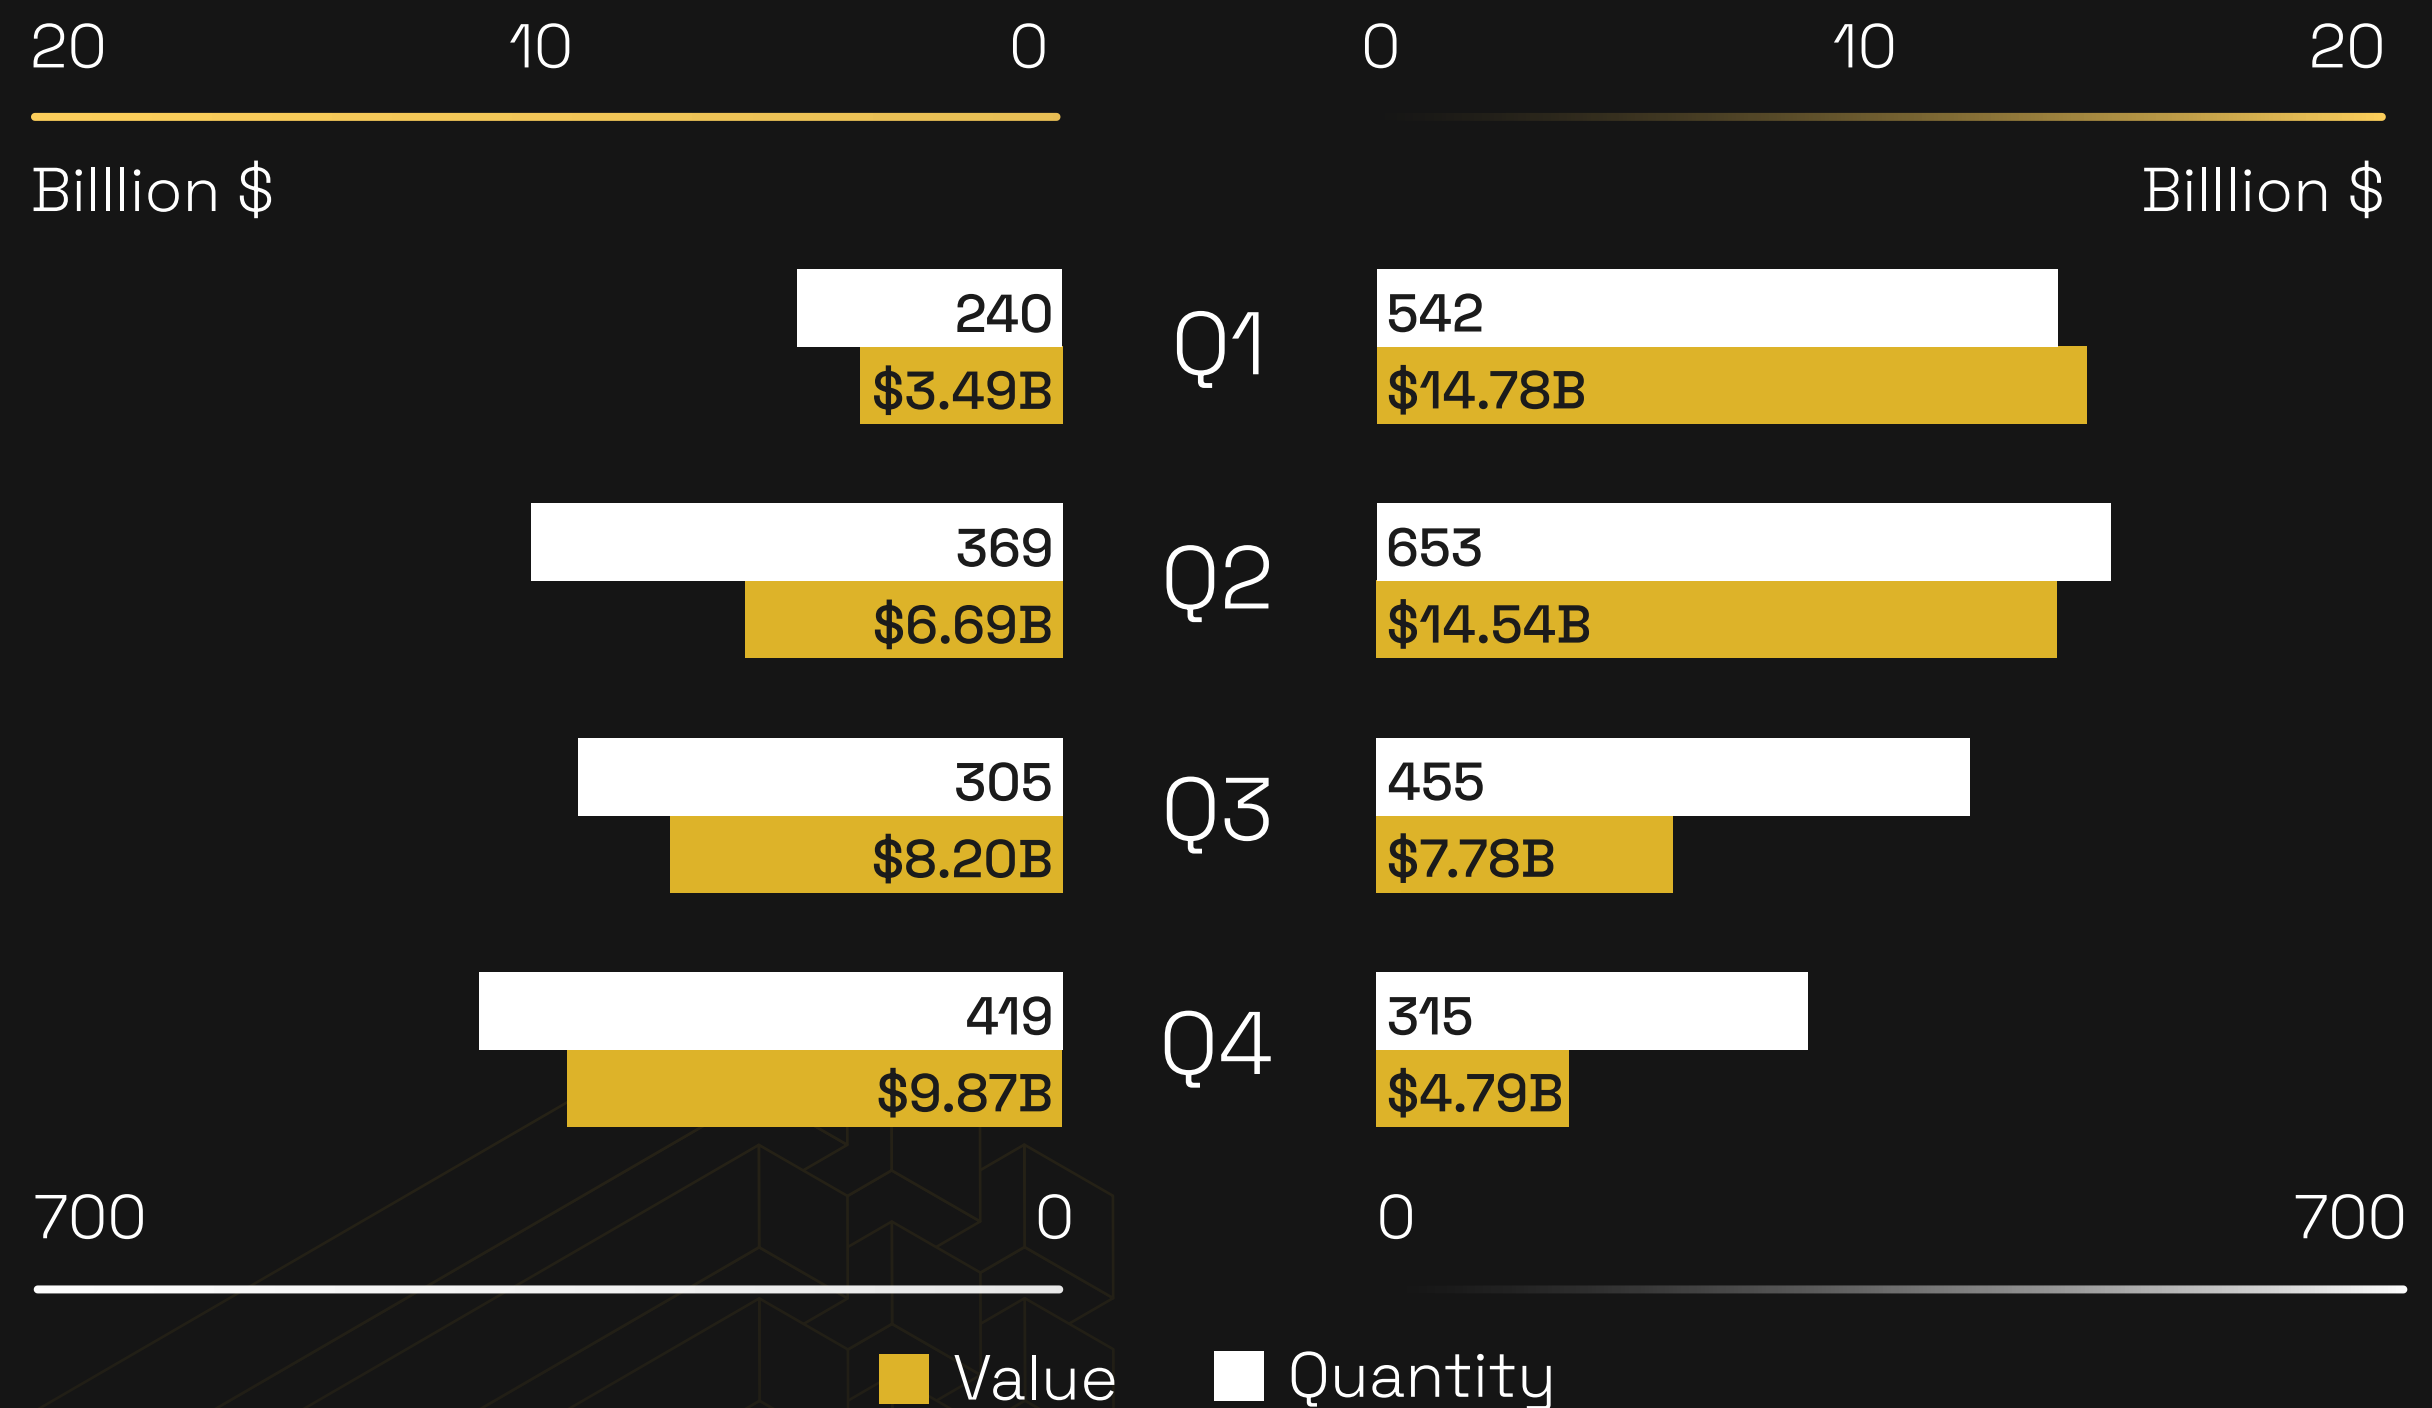 20 10 0 0 10 20
Billlion $ Billlion $
240 Q1 542
$3.49B $14.78B
369 Q2 653
$6.69B $14.54B
305 Q3 455
$8.20B $7.78B
419 Q4 315
$9.87B $4.79B
700 0 0 700
Value Quantity